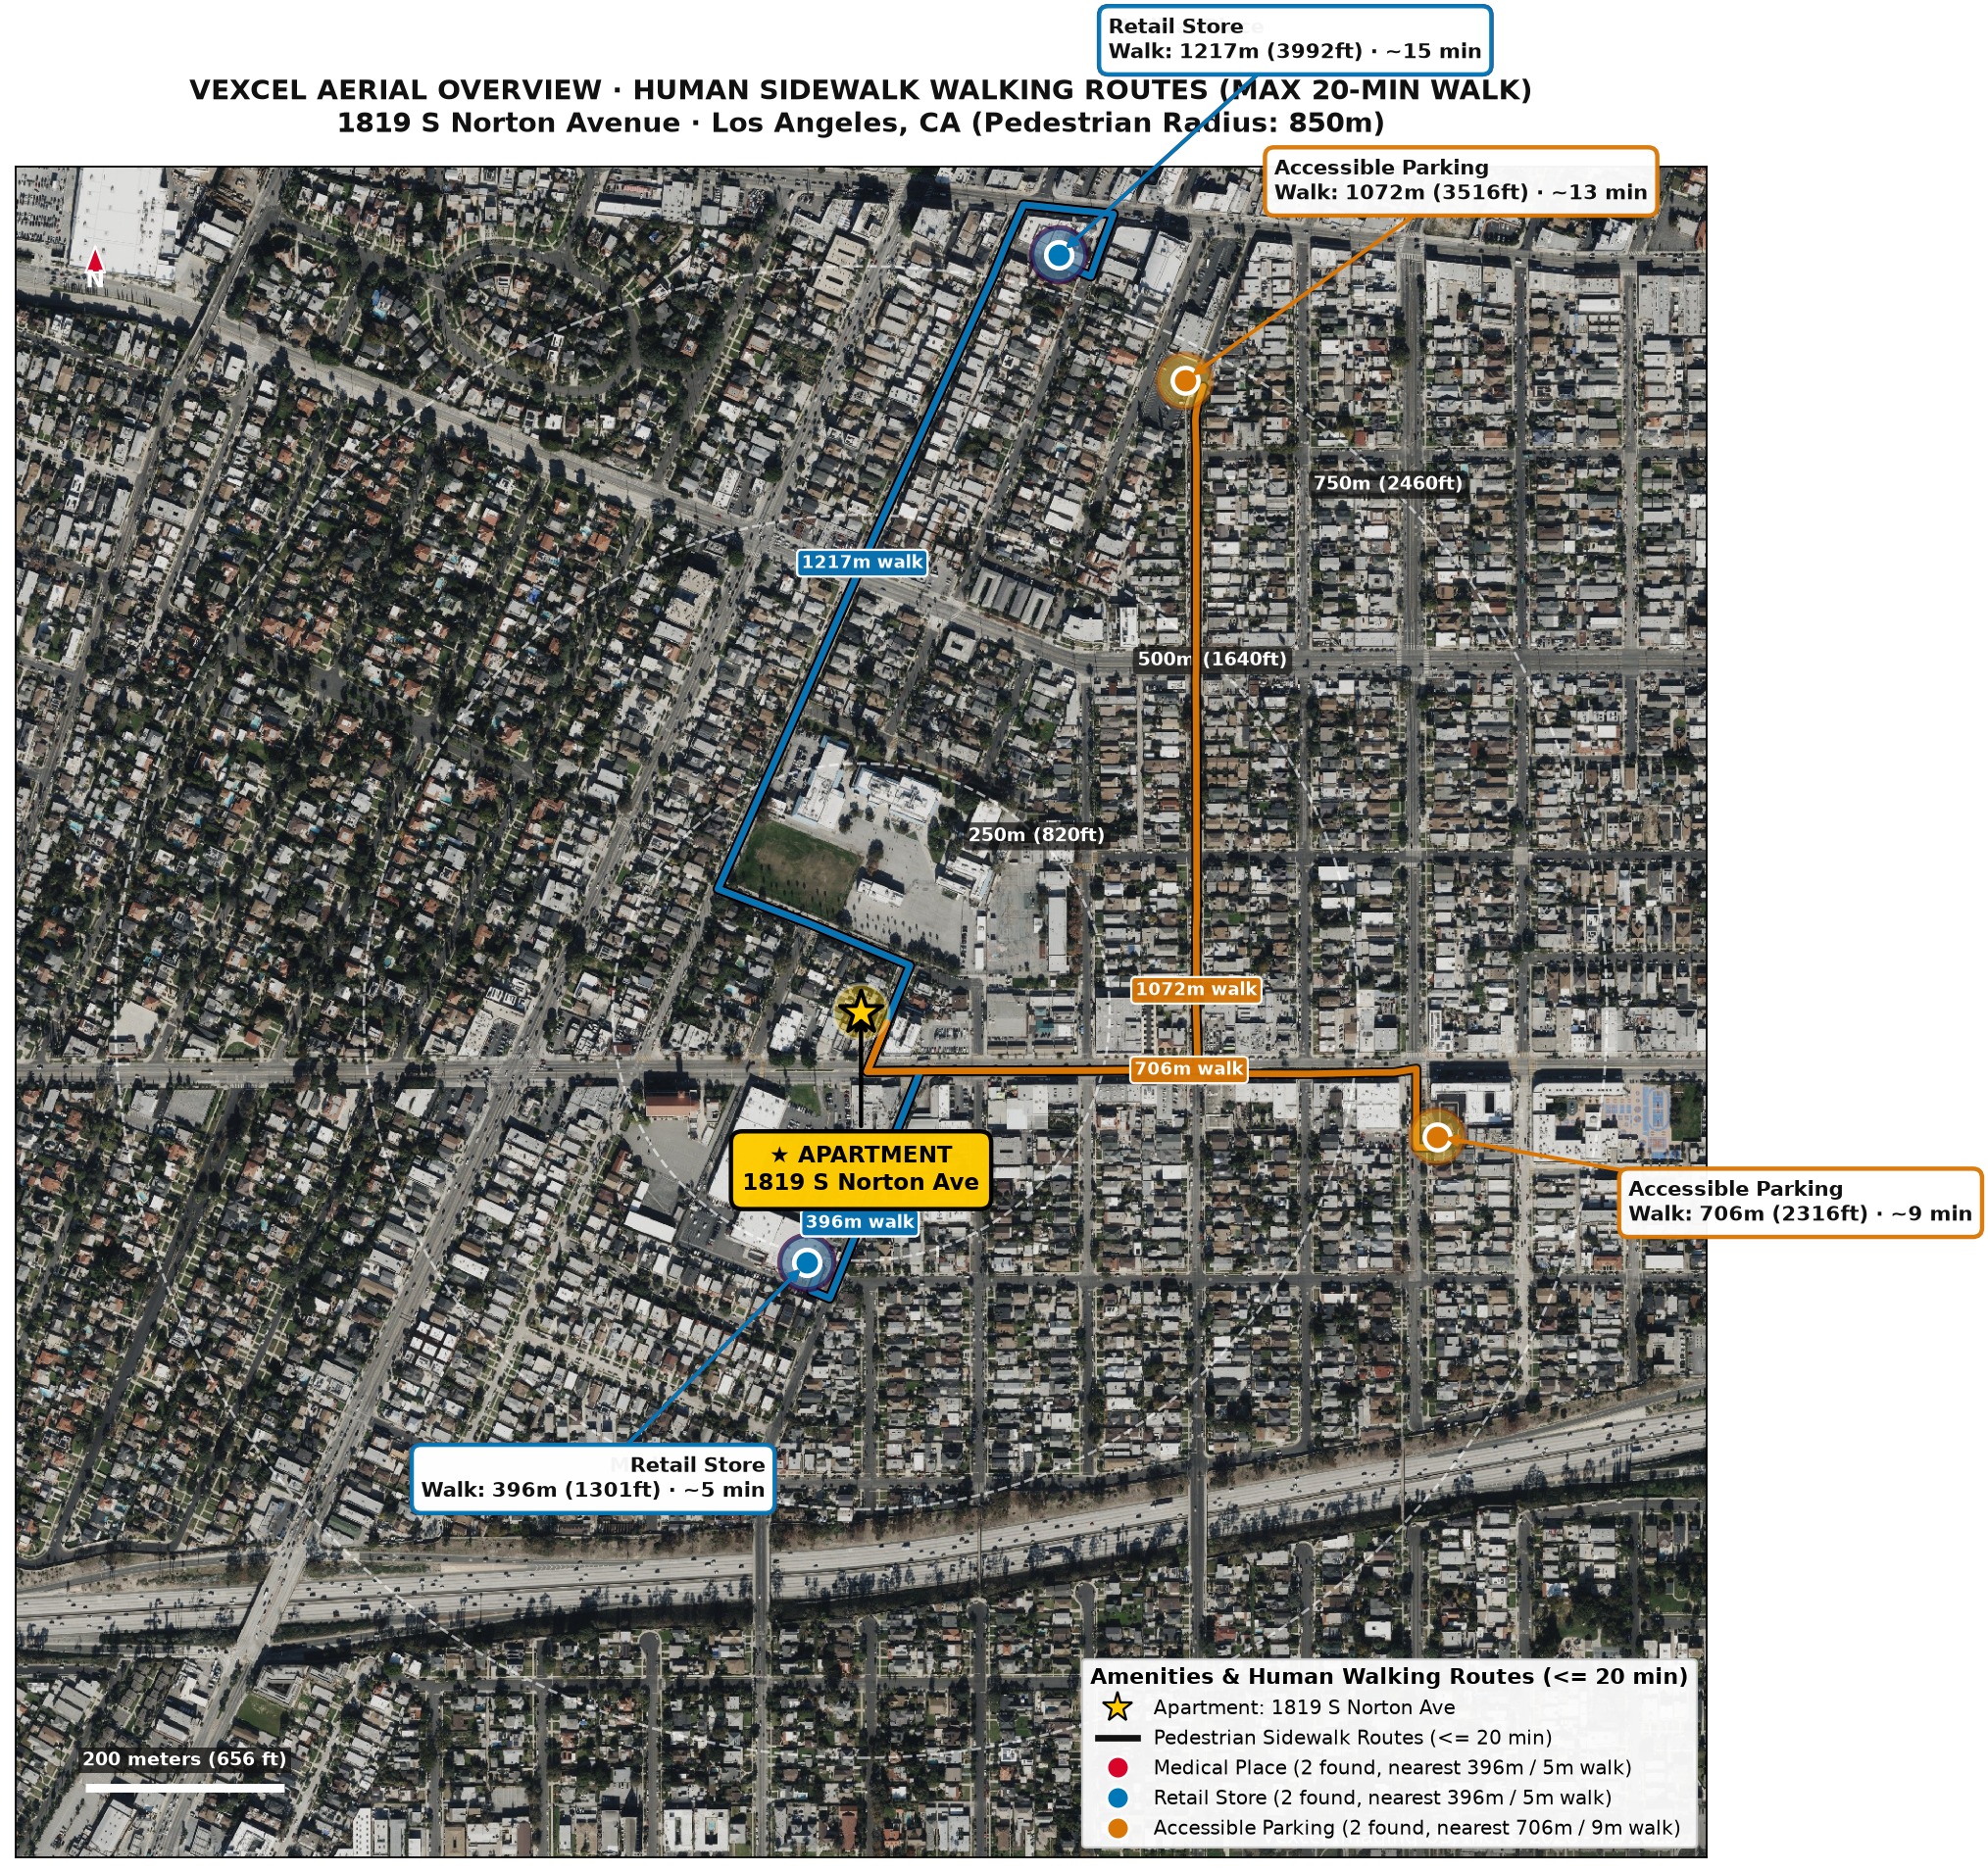 Retail Store
Walk: 1217m (3992ft) · ~15 min
VEXCEL AERIAL OVERVIEW · HUMAN SIDEWALK WALKING ROUTES (MAX 20-MIN WALK)
1819 S Norton Avenue · Los Angeles, CA (Pedestrian Radius: 850m)
Accessible Parking
Walk: 1072m (3516ft) · ~13 min
N
750m (2460ft)
1217m walk
500m (1640ft)
250m (820ft)
1072m walk
706m walk
★ APARTMENT
1819 S Norton Ave
Accessible Parking
Walk: 706m (2316ft) · ~9 min
396m walk
Retail Store
Walk: 396m (1301ft) · ~5 min
200 meters (656 ft)
Amenities & Human Walking Routes (<= 20 min)
Apartment: 1819 S Norton Ave
Pedestrian Sidewalk Routes (<= 20 min)
Medical Place (2 found, nearest 396m / 5m walk)
Retail Store (2 found, nearest 396m / 5m walk)
Accessible Parking (2 found, nearest 706m / 9m walk)